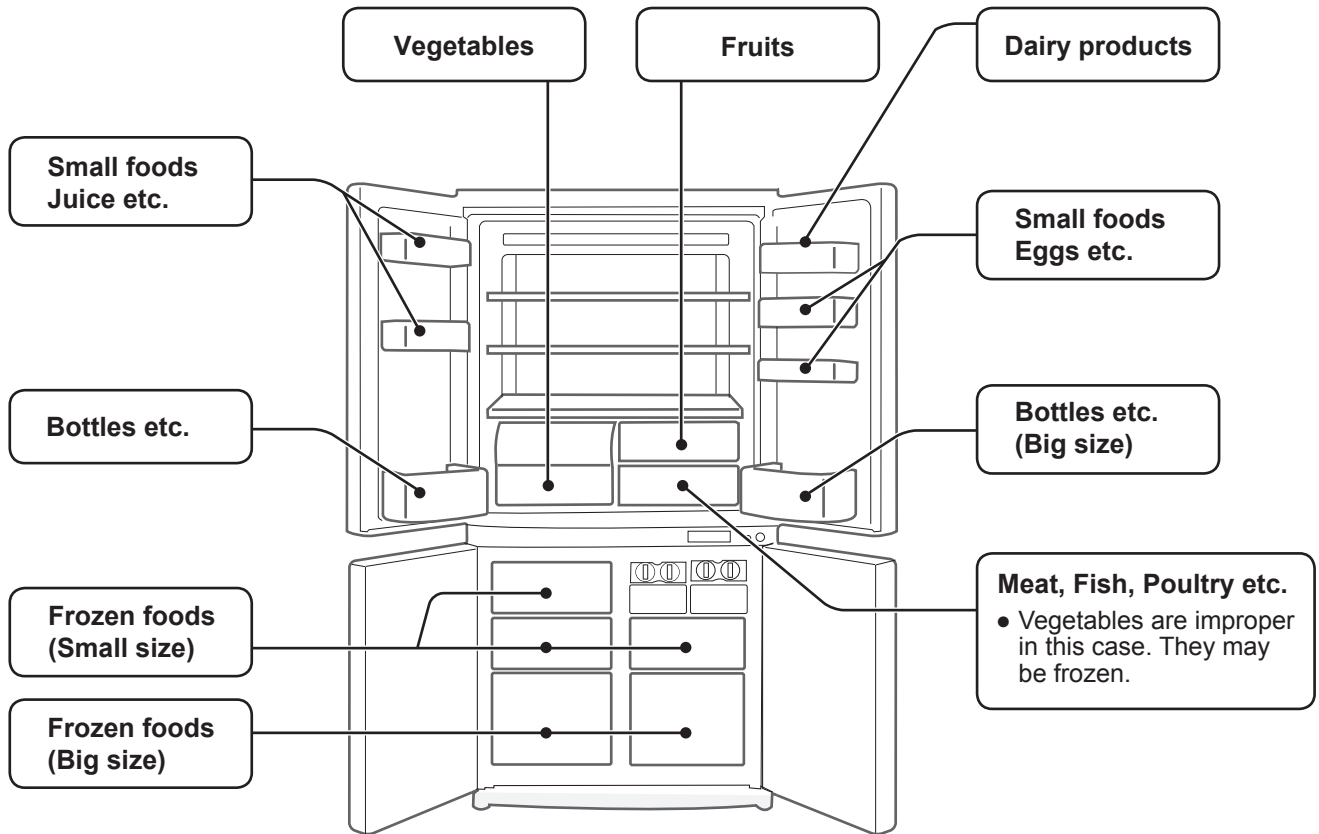 Vegetables
Fruits
Dairy products
Small foods
Juice etc.
Small foods
Eggs etc.
Bottles etc.
Bottles etc.
(Big size)
Meat, Fish, Poultry etc.
● Vegetables are improper
in this case. They may
be frozen.
Frozen foods
(Small size)
Frozen foods
(Big size)